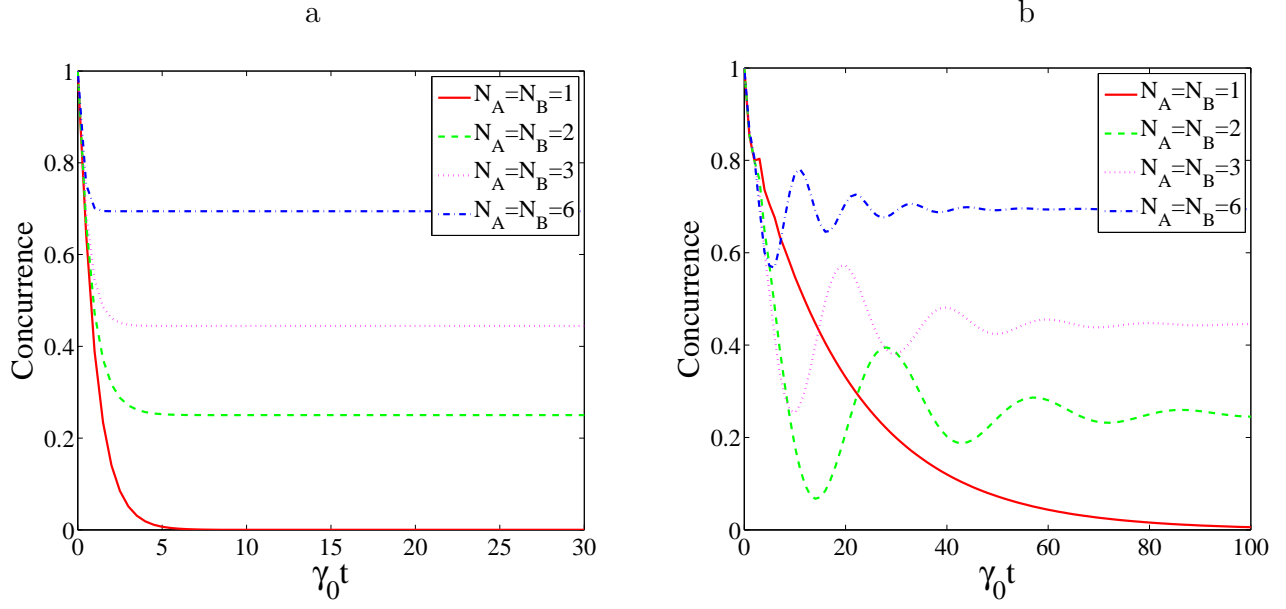 a
1
0.8
0.6
0.4
0.2
0
0 5 10 15 20 25 30
Concurrence
γ₀t
N_A=N_B=1
N_A=N_B=2
N_A=N_B=3
N_A=N_B=6
b
1
0.8
0.6
0.4
0.2
0
0 20 40 60 80 100
Concurrence
γ₀t
N_A=N_B=1
N_A=N_B=2
N_A=N_B=3
N_A=N_B=6